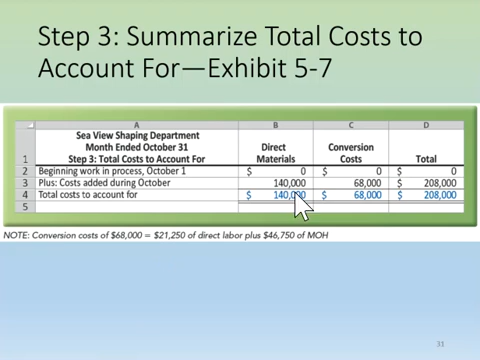 Step 3: Summarize Total Costs to
Account For—Exhibit 5-7
A B C D
Sea View Shaping Department
Month Ended October 31 Direct Conversion
1 Step 3: Total Costs to Account For Materials Costs Total
2 Beginning work in process, October 1 $ 0 $ 0 $ 0
3 Plus: Costs added during October 140,000 68,000 $ 208,000
4 Total costs to account for $ 140,000 $ 68,000 $ 208,000
5
NOTE: Conversion costs of $68,000 = $21,250 of direct labor plus $46,750 of MOH
31